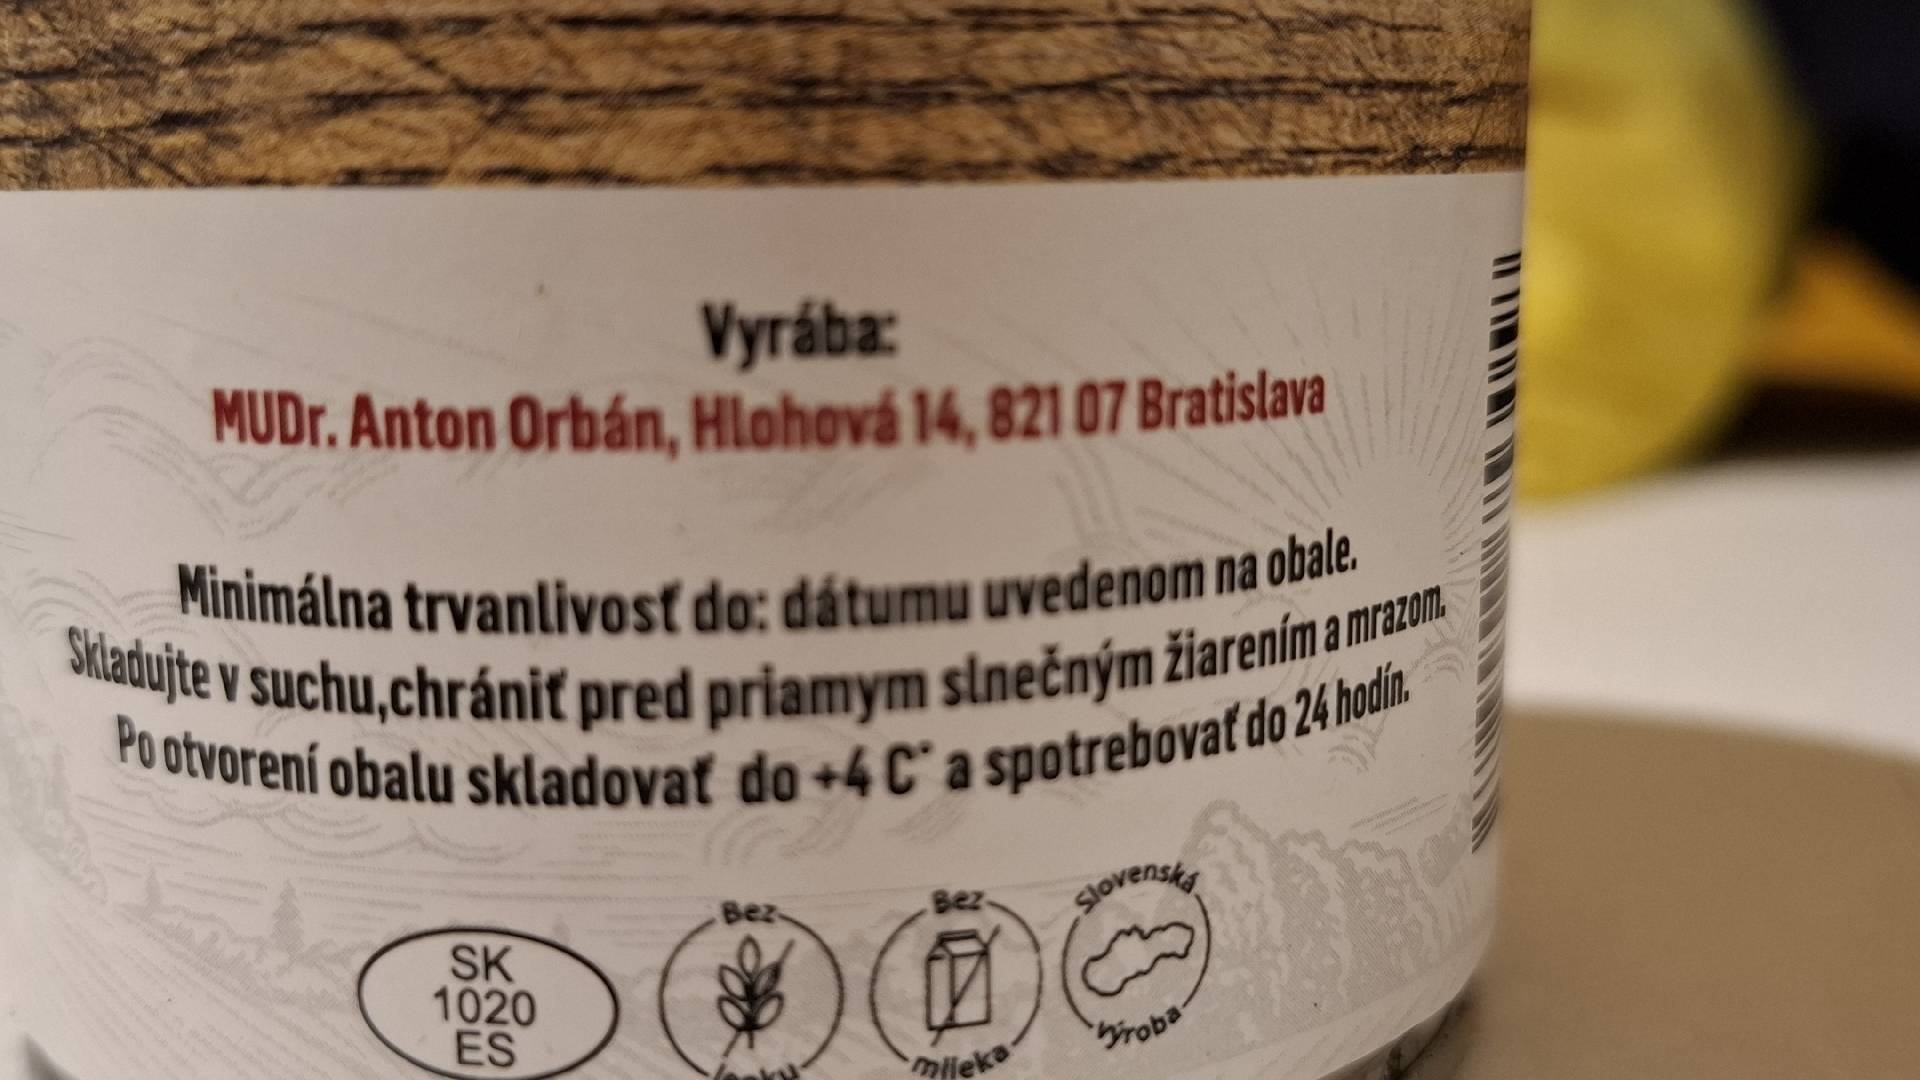 Vyrába:
MUDr. Anton Orbán, Hlohová 14, 821 07 Bratislava
Minimálna trvanlivosť do: dátumu uvedenom na obale.
Skladujte v suchu,chrániť pred priamym slnečným žiarením a mrazom.
Po otvorení obalu skladovať do +4 C° a spotrebovať do 24 hodín.
SK
1020
ES
Bez
Bez
mlieka
Slovenská
Výroba